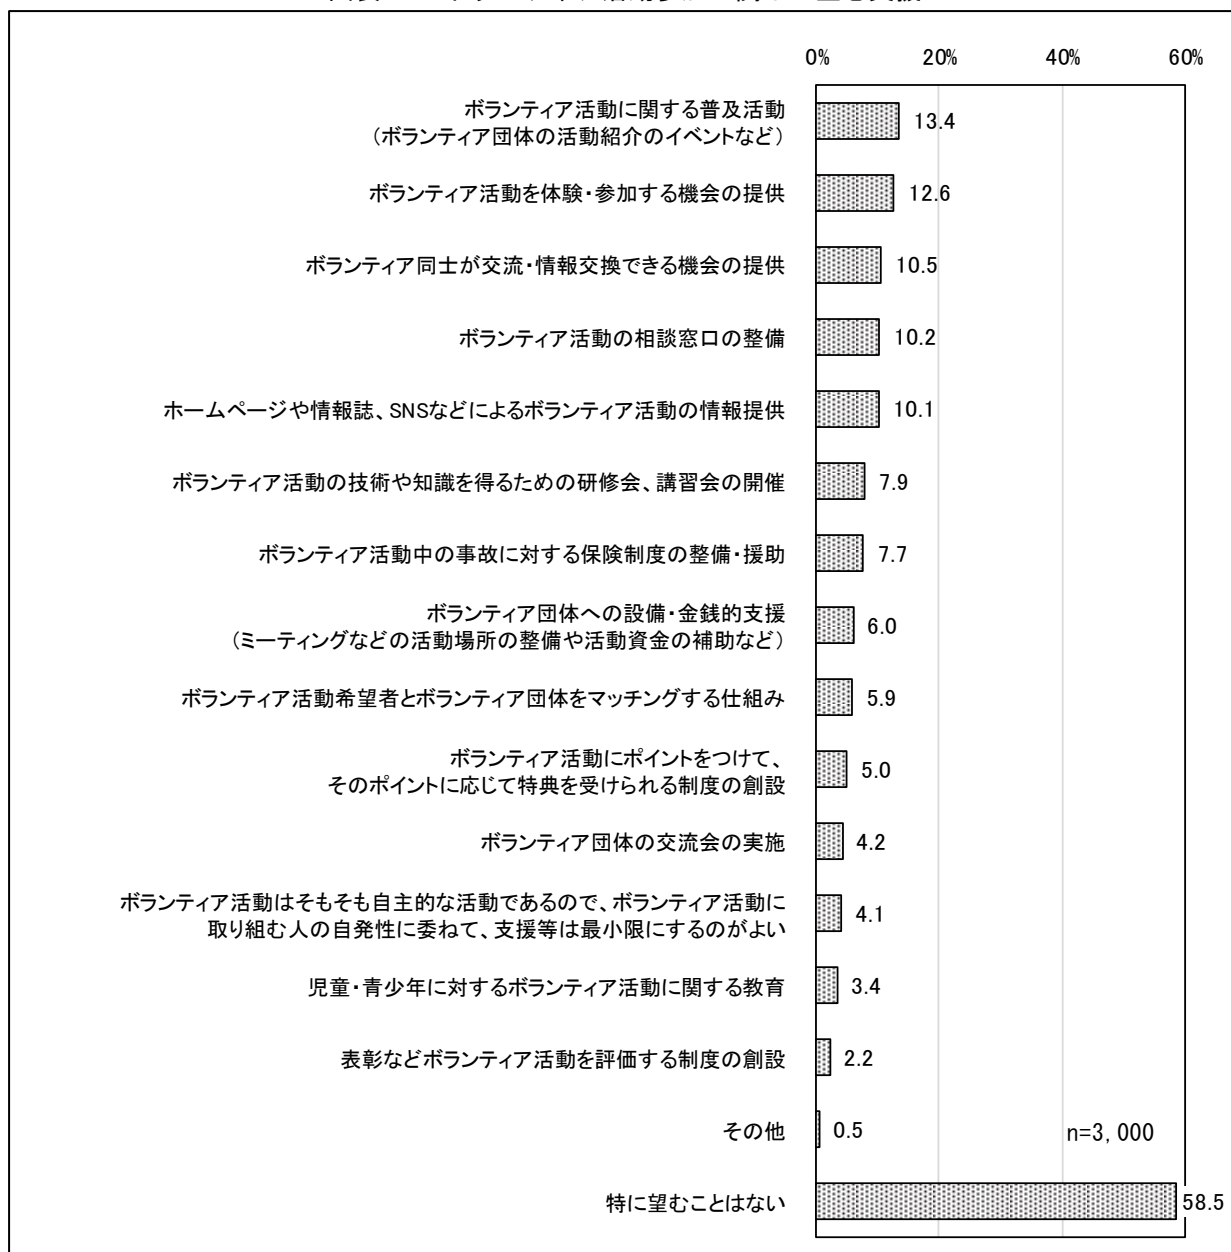 0% 20% 40% 60%
ボランティア活動に関する普及活動
（ボランティア団体の活動紹介のイベントなど）
13.4
ボランティア活動を体験・参加する機会の提供
12.6
ボランティア同士が交流・情報交換できる機会の提供
10.5
ボランティア活動の相談窓口の整備
10.2
ホームページや情報誌、SNSなどによるボランティア活動の情報提供
10.1
ボランティア活動の技術や知識を得るための研修会、講習会の開催
7.9
ボランティア活動中の事故に対する保険制度の整備・援助
7.7
ボランティア団体への設備・金銭的支援
（ミーティングなどの活動場所の整備や活動資金の補助など）
6.0
ボランティア活動希望者とボランティア団体をマッチングする仕組み
5.9
ボランティア活動にポイントをつけて、
そのポイントに応じて特典を受けられる制度の創設
5.0
ボランティア団体の交流会の実施
4.2
ボランティア活動はそもそも自主的な活動であるので、ボランティア活動に
取り組む人の自発性に委ねて、支援等は最小限にするのがよい
4.1
児童・青少年に対するボランティア活動に関する教育
3.4
表彰などボランティア活動を評価する制度の創設
2.2
その他
0.5
n=3,000
特に望むことはない
58.5